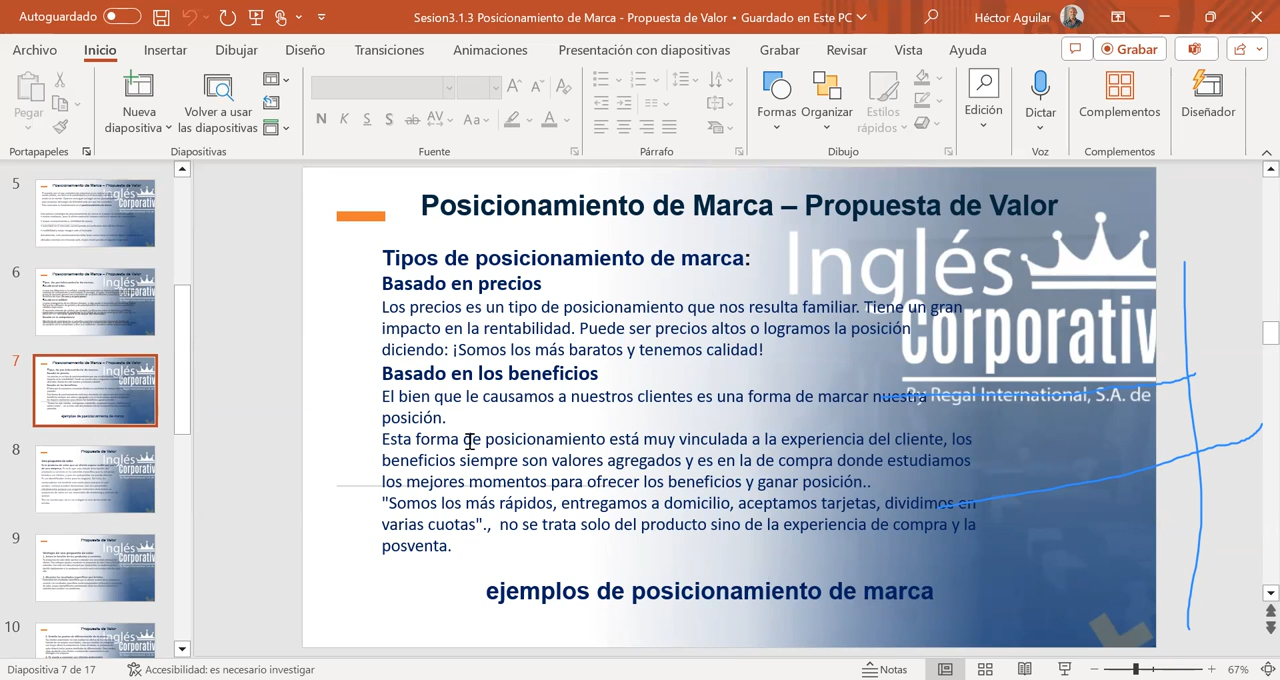 Autoguardado
Sesion3.1.3 Posicionamiento de Marca - Propuesta de Valor • Guardado en Este PC
Héctor Aguilar
Archivo Inicio Insertar Dibujar Diseño Transiciones Animaciones Presentación con diapositivas Grabar Revisar Vista Ayuda
Grabar
Pegar
Nueva diapositiva
Volver a usar las diapositivas
N K S S ab AV Aa A
Formas
Organizar
Estilos rápidos
Edición
Dictar
Complementos
Diseñador
Portapapeles Diapositivas Fuente Párrafo Dibujo Voz Complementos
5
6
7
8
9
10
Posicionamiento de Marca – Propuesta de Valor
Inglés
Corporativ
By Regal International, S.A. de
Tipos de posicionamiento de marca:
Basado en precios
Los precios es un tipo de posicionamiento que nos resulta familiar. Tiene un gran
impacto en la rentabilidad. Puede ser precios altos o logramos la posición
diciendo: ¡Somos los más baratos y tenemos calidad!
Basado en los beneficios
El bien que le causamos a nuestros clientes es una forma de marcar nuestra
posición.
Esta forma de posicionamiento está muy vinculada a la experiencia del cliente, los
beneficios siempre son valores agregados y es en ésta manera donde estudiamos
los mejores momentos para ofrecer los beneficios y ganar posición..
"Somos los mas rápidos, entregamos a domicilio, aceptamos tarjetas, dividimos en
varias cuotas"., no se trata solo del producto sino de la experiencia de compra y la
posventa.
ejemplos de posicionamiento de marca
Diapositiva 7 de 17
Accesibilidad: es necesario investigar
Notas
67%